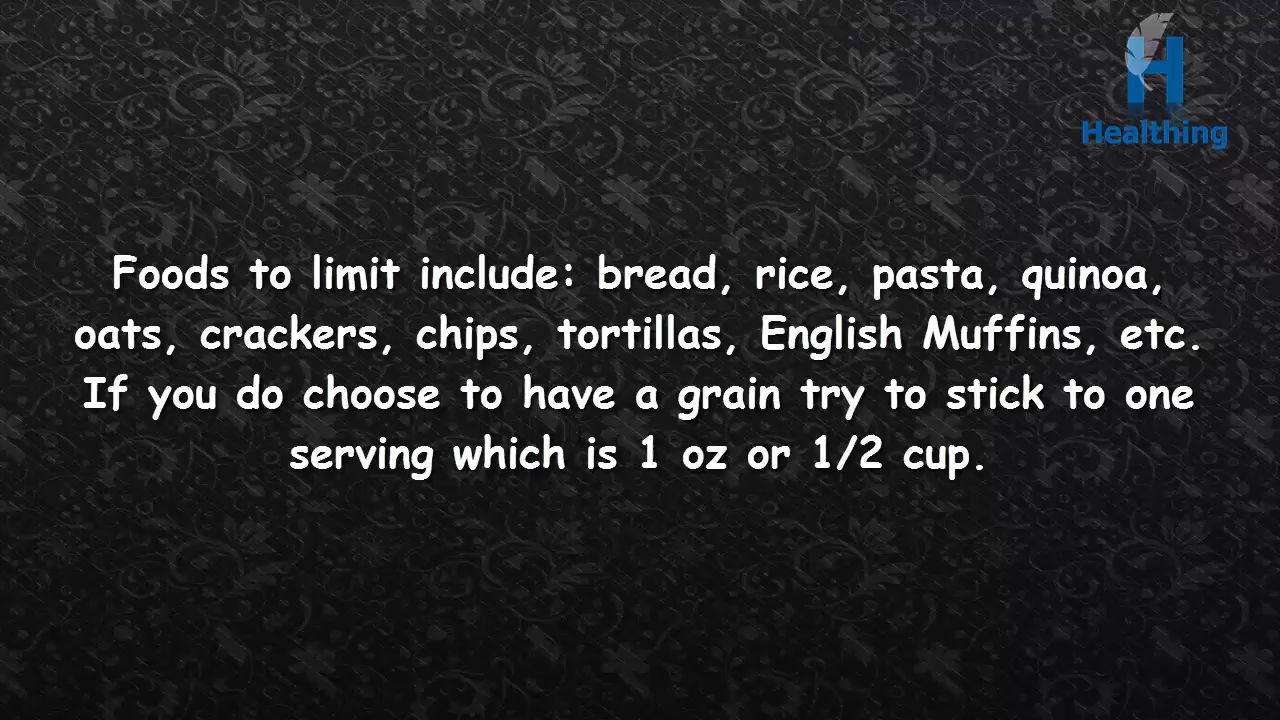 H
Healthing
Foods to limit include: bread, rice, pasta, quinoa,
oats, crackers, chips, tortillas, English Muffins, etc.
If you do choose to have a grain try to stick to one
serving which is 1 oz or 1/2 cup.